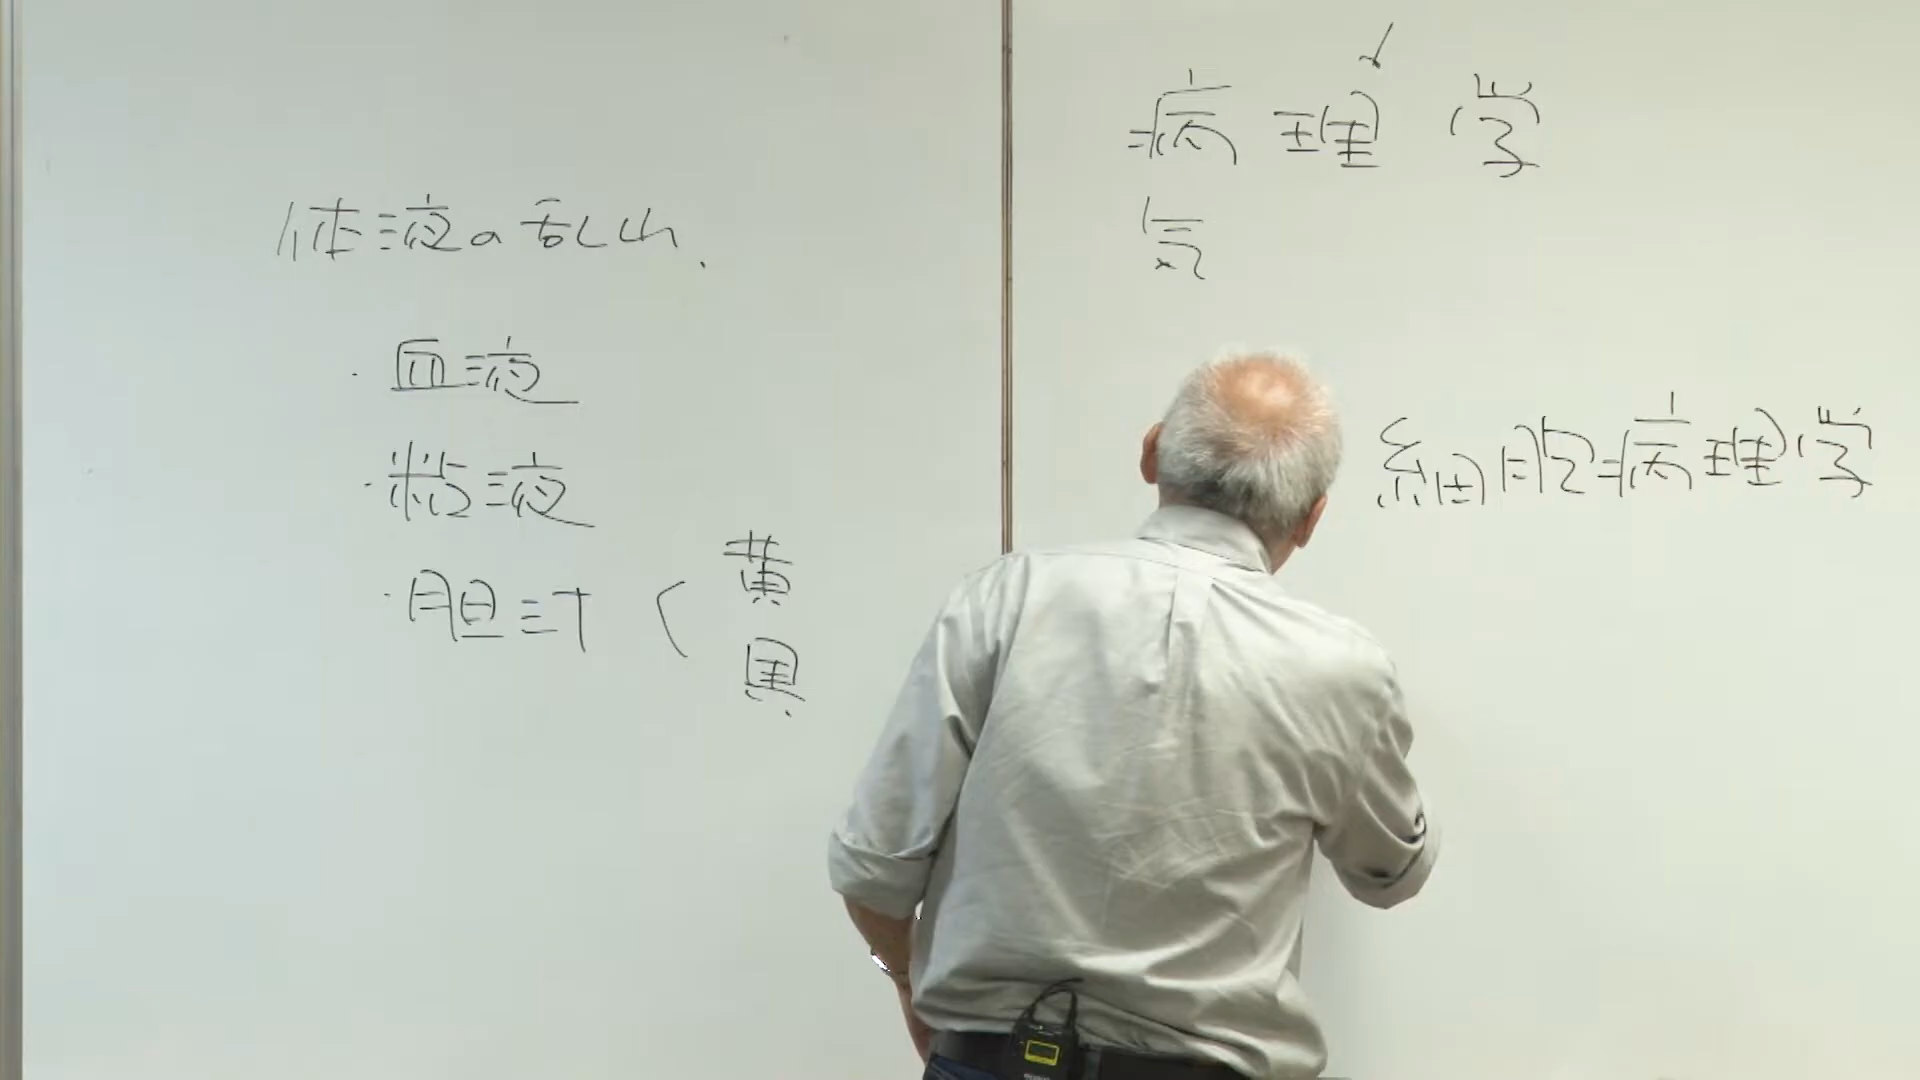 体液の乱れ
・血液
・粘液
・胆汁 〈 黄
黒
病理学
気
細胞病理学